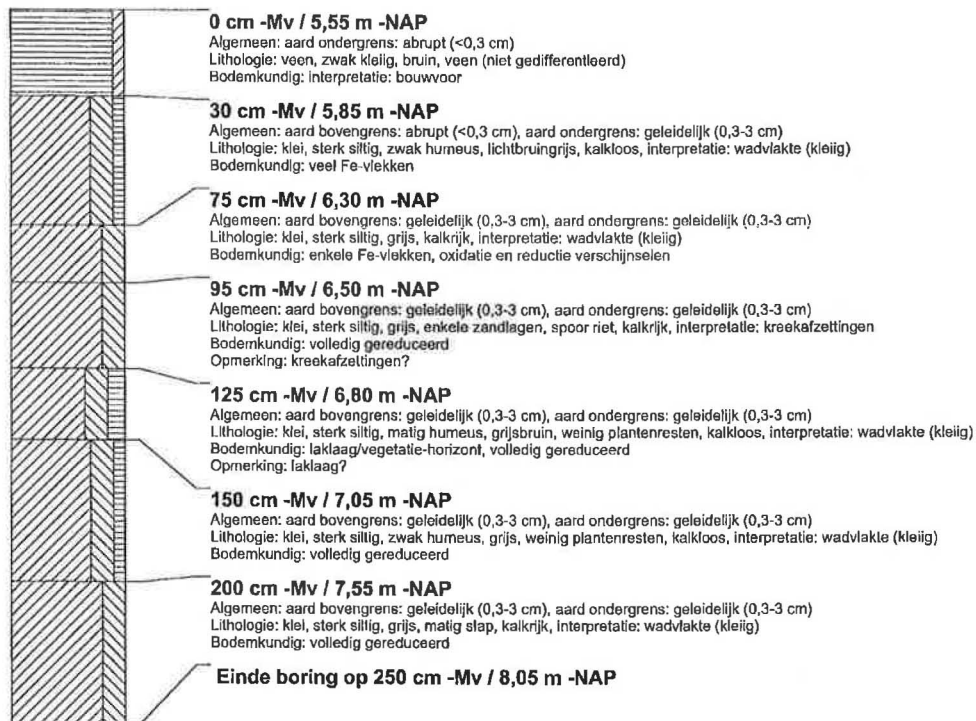 0 cm -Mv / 5,55 m -NAP
Algemeen: aard ondergrens: abrupt (<0,3 cm)
Lithologie: veen, zwak kleiig, bruin, veen (niet gedifferentieerd)
Bodemkundig: interpretatie: bouwvoor
30 cm -Mv / 5,85 m -NAP
Algemeen: aard bovengrens: abrupt (<0,3 cm), aard ondergrens: geleidelijk (0,3-3 cm)
Lithologie: klei, sterk siltig, zwak humeus, lichtbruingrijs, kalkloos, interpretatie: wadvlakte (kleiig)
Bodemkundig: veel Fe-vlekken
75 cm -Mv / 6,30 m -NAP
Algemeen: aard bovengrens: geleidelijk (0,3-3 cm), aard ondergrens: geleidelijk (0,3-3 cm)
Lithologie: klei, sterk siltig, grijs, kalkrijk, interpretatie: wadvlakte (kleiig)
Bodemkundig: enkele Fe-vlekken, oxidatie en reductie verschijnselen
95 cm -Mv / 6,50 m -NAP
Algemeen: aard bovengrens: geleidelijk (0,3-3 cm), aard ondergrens: geleidelijk (0,3-3 cm)
Lithologie: klei, sterk siltig, grijs, enkele zandlagen, spoor riet, kalkrijk, interpretatie: kreekafzettingen
Bodemkundig: volledig gereduceerd
Opmerking: kreekafzettingen?
125 cm -Mv / 6,80 m -NAP
Algemeen: aard bovengrens: geleidelijk (0,3-3 cm), aard ondergrens: geleidelijk (0,3-3 cm)
Lithologie: klei, sterk siltig, matig humeus, grijsbruin, weinig plantenresten, kalkloos, interpretatie: wadvlakte (kleiig)
Bodemkundig: laklaag/vegetatie-horizont, volledig gereduceerd
Opmerking: laklaag?
150 cm -Mv / 7,05 m -NAP
Algemeen: aard bovengrens: geleidelijk (0,3-3 cm), aard ondergrens: geleidelijk (0,3-3 cm)
Lithologie: klei, sterk siltig, zwak humeus, grijs, weinig plantenresten, kalkloos, interpretatie: wadvlakte (kleiig)
Bodemkundig: volledig gereduceerd
200 cm -Mv / 7,55 m -NAP
Algemeen: aard bovengrens: geleidelijk (0,3-3 cm), aard ondergrens: geleidelijk (0,3-3 cm)
Lithologie: klei, sterk siltig, grijs, matig slap, kalkrijk, interpretatie: wadvlakte (kleiig)
Bodemkundig: volledig gereduceerd
Einde boring op 250 cm -Mv / 8,05 m -NAP